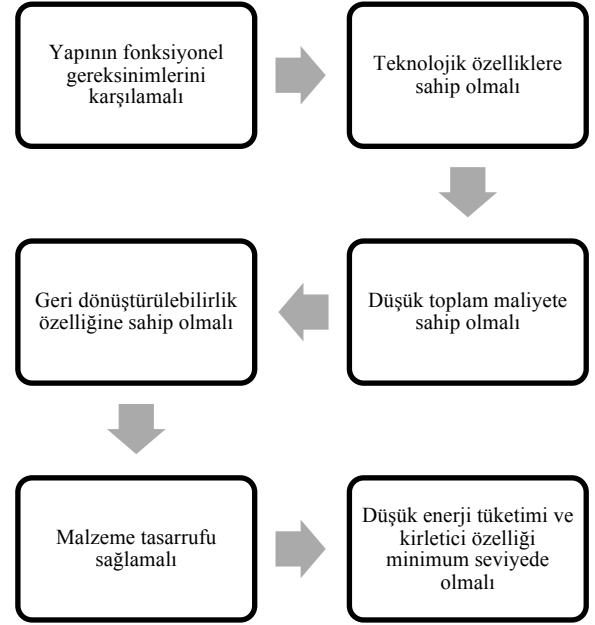 Yapının fonksiyonel
gereksinimlerini
karşılamalı
Teknolojik özelliklere
sahip olmalı
Düşük toplam maliyete
sahip olmalı
Geri dönüştürülebilirlik
özelliğine sahip olmalı
Malzeme tasarrufu
sağlamalı
Düşük enerji tüketimi ve
kirletici özelliği
minimum seviyede
olmalı